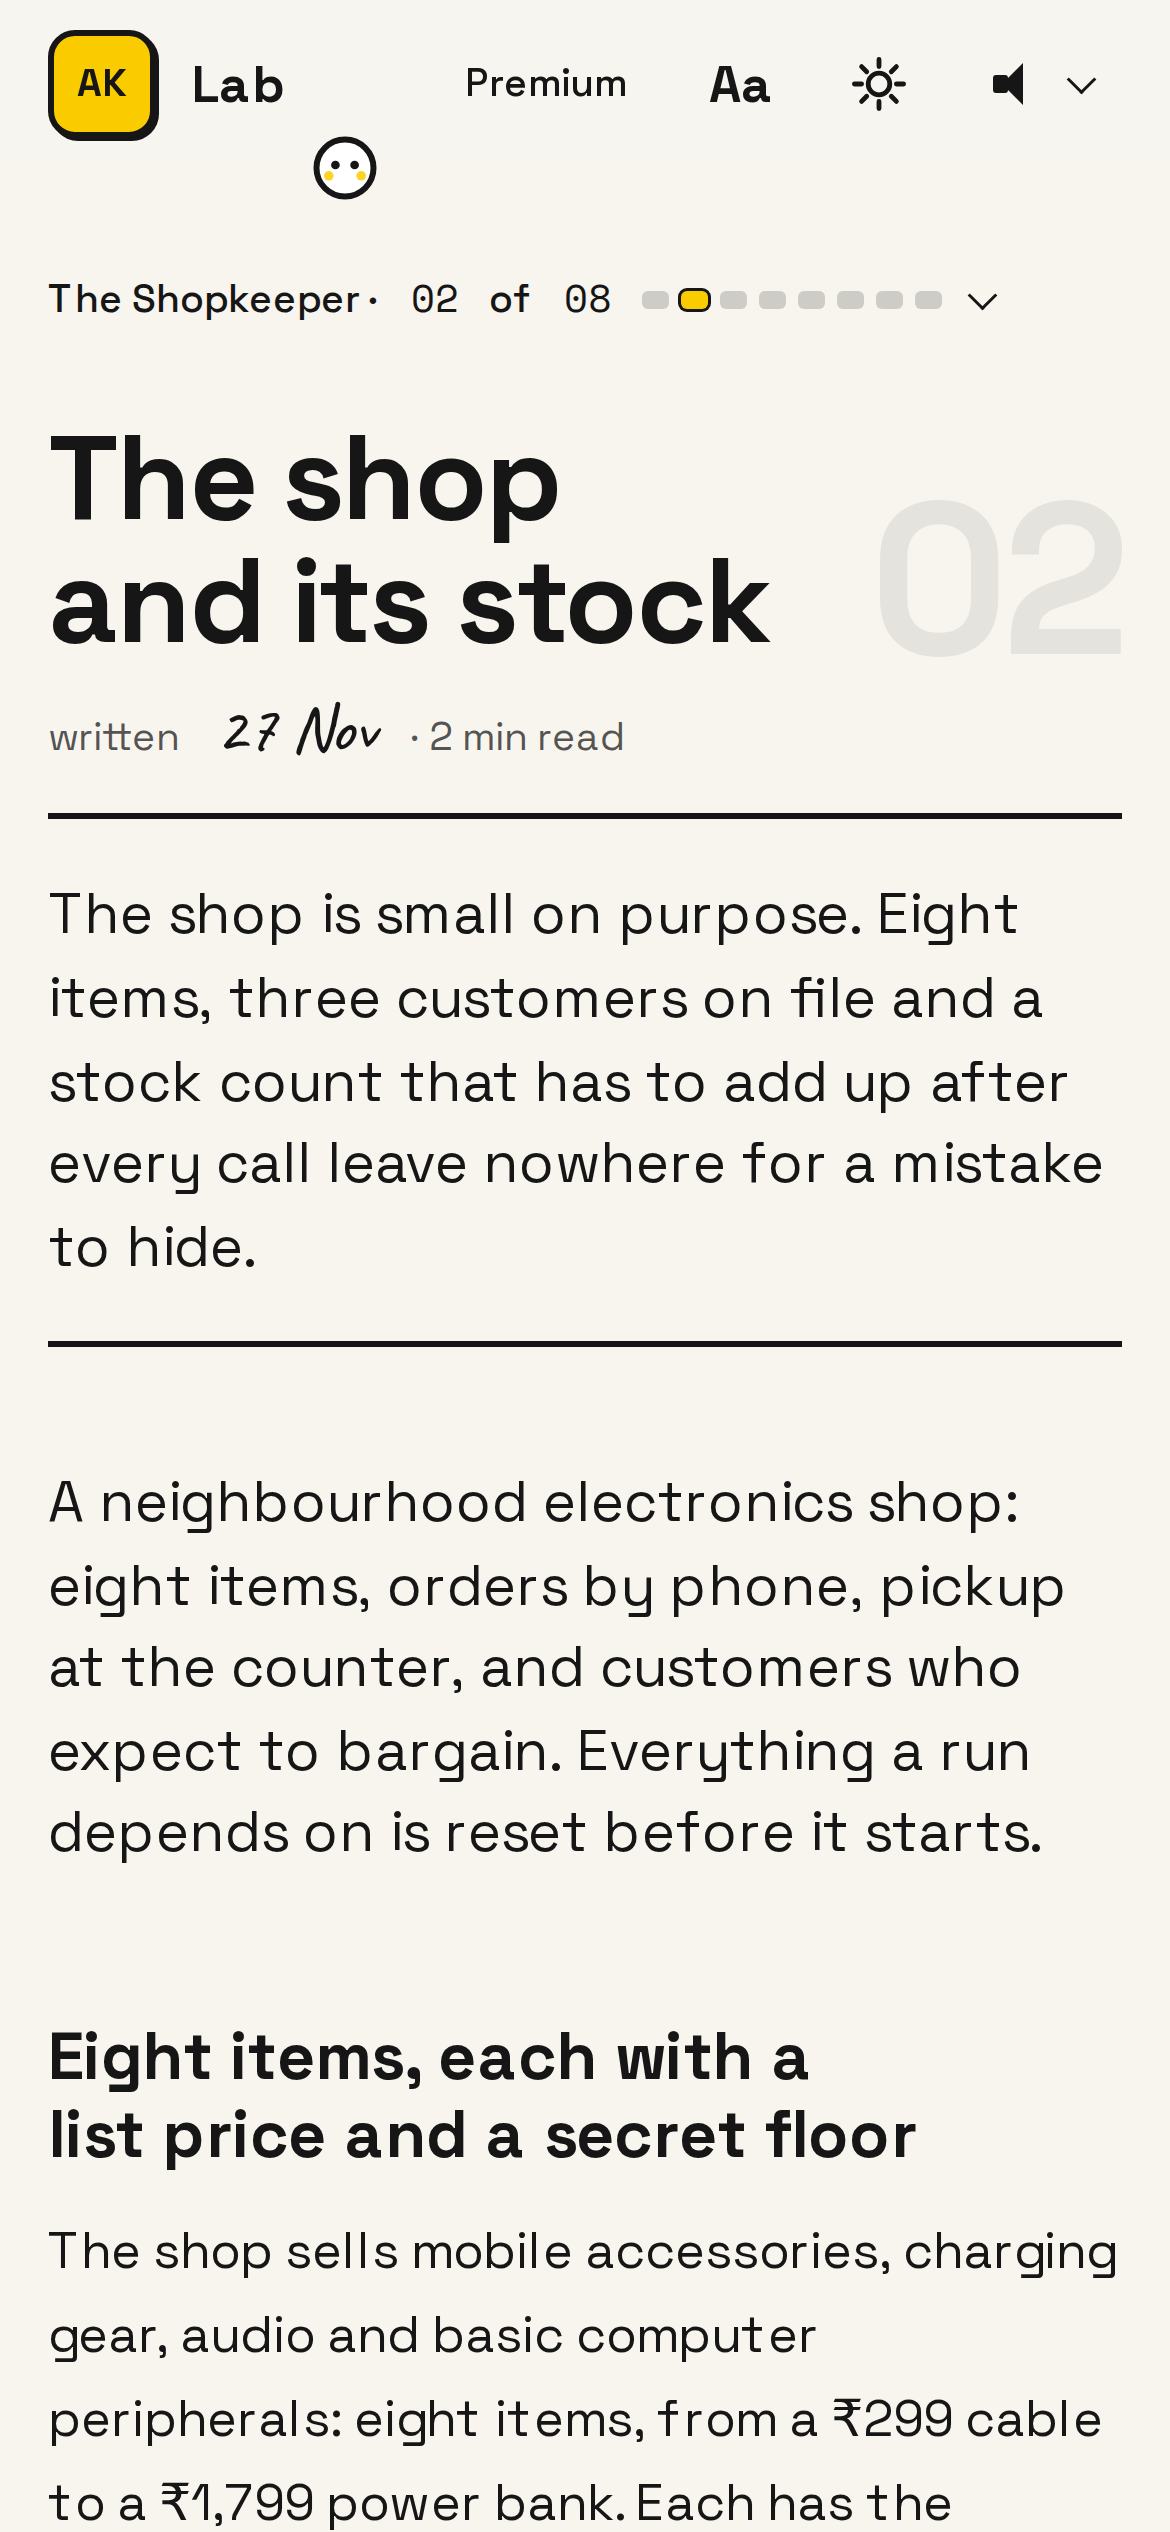 AK Lab Premium Aa
The Shopkeeper · 02 of 08
The shop
and its stock
02
written 27 Nov · 2 min read
The shop is small on purpose. Eight
items, three customers on file and a
stock count that has to add up after
every call leave nowhere for a mistake
to hide.
A neighbourhood electronics shop:
eight items, orders by phone, pickup
at the counter, and customers who
expect to bargain. Everything a run
depends on is reset before it starts.
Eight items, each with a
list price and a secret floor
The shop sells mobile accessories, charging
gear, audio and basic computer
peripherals: eight items, from a ₹299 cable
to a ₹1,799 power bank. Each has the